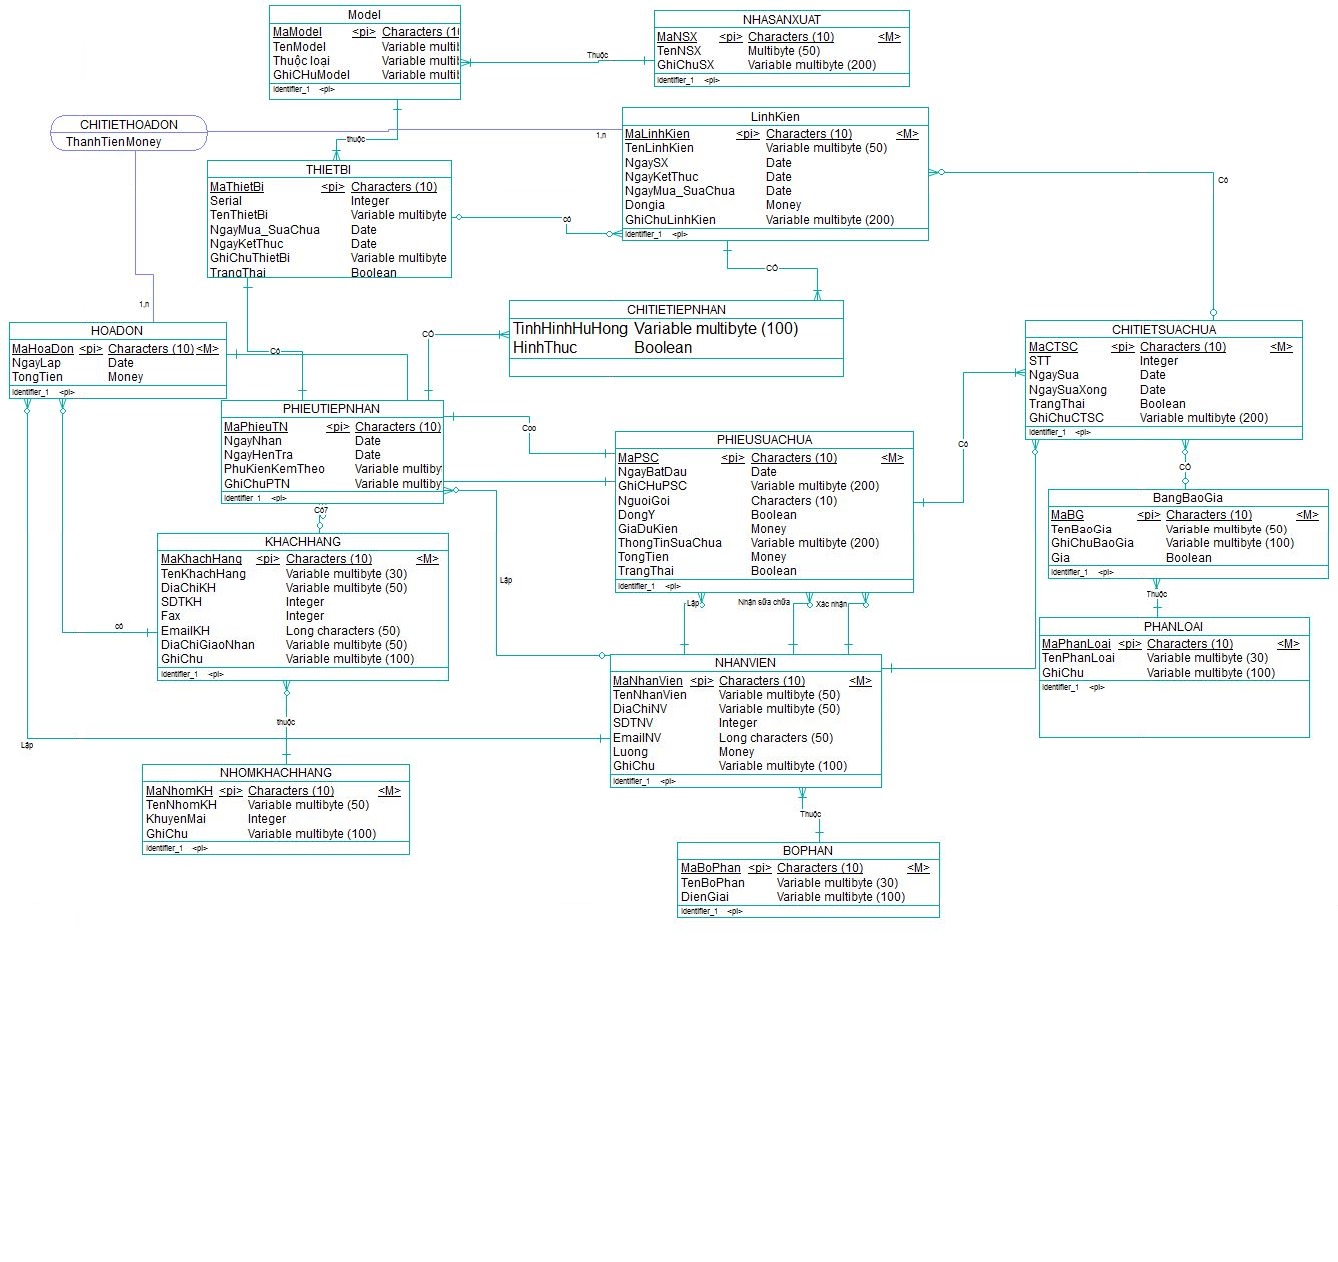 Model
MaModel <pi> Characters (10
TenModel Variable multib
Thuộc loại Variable multib
GhiCHuModel Variable multib
Identifier_1 <pi>
NHASANXUAT
MaNSX <pi> Characters (10) <M>
TenNSX Multibyte (50)
GhiChuSX Variable multibyte (200)
Identifier_1 <pi>
Thuộc
CHITIETHOADON
ThanhTien Money
1,n
thuộc
LinhKien
MaLinhKien <pi> Characters (10) <M>
TenLinhKien Variable multibyte (50)
NgaySX Date
NgayKetThuc Date
NgayMua_SuaChua Date
Dongia Money
GhiChuLinhKien Variable multibyte (200)
Identifier_1 <pi>
THIETBI
MaThietBi <pi> Characters (10)
Serial Integer
TenThietBi Variable multibyte
NgayMua_SuaChua Date
NgayKetThuc Date
GhiChuThietBi Variable multibyte
TrangThai Boolean
có
Có
CÓ
1,n
CHITIETIEPNHAN
TinhHinhHuHong Variable multibyte (100)
HinhThuc Boolean
CÓ
HOADON
MaHoaDon <pi> Characters (10) <M>
NgayLap Date
TongTien Money
Identifier_1 <pi>
Có
CHITIETSUACHUA
MaCTSC <pi> Characters (10) <M>
STT Integer
NgaySua Date
NgaySuaXong Date
TrangThai Boolean
GhiChuCTSC Variable multibyte (200)
Identifier_1 <pi>
PHIEUTIEPNHAN
MaPhieuTN <pi> Characters (10)
NgayNhan Date
NgayHenTra Date
PhuKienKemTheo Variable multiby
GhiChuPTN Variable multiby
Identifier_1 <pi>
Coo
PHIEUSUACHUA
MaPSC <pi> Characters (10) <M>
NgayBatDau Date
GhiCHuPSC Variable multibyte (200)
NguoiGoi Characters (10)
DongY Boolean
GiaDuKien Money
ThongTinSuaChua Variable multibyte (200)
TongTien Money
TrangThai Boolean
Identifier_1 <pi>
Có
CÓ
BangBaoGia
MaBG <pi> Characters (10) <M>
TenBaoGia Variable multibyte (50)
GhiChuBaoGia Variable multibyte (100)
Gia Boolean
Identifier_1 <pi>
Có7
KHACHHANG
MaKhachHang <pi> Characters (10) <M>
TenKhachHang Variable multibyte (30)
DiaChiKH Variable multibyte (50)
SDTKH Integer
Fax Integer
EmailKH Long characters (50)
DiaChiGiaoNhan Variable multibyte (50)
GhiChu Variable multibyte (100)
Identifier_1 <pi>
có
Lập
Lập
Nhận sữa chữa
Xác nhận
Thuộc
PHANLOAI
MaPhanLoai <pi> Characters (10) <M>
TenPhanLoai Variable multibyte (30)
GhiChu Variable multibyte (100)
Identifier_1 <pi>
NHANVIEN
MaNhanVien <pi> Characters (10) <M>
TenNhanVien Variable multibyte (50)
DiaChiNV Variable multibyte (50)
SDTNV Integer
EmailNV Long characters (50)
Luong Money
GhiChu Variable multibyte (100)
Identifier_1 <pi>
thuộc
Lập
NHOMKHACHHANG
MaNhomKH <pi> Characters (10) <M>
TenNhomKH Variable multibyte (50)
KhuyenMai Integer
GhiChu Variable multibyte (100)
Identifier_1 <pi>
Thuộc
BOPHAN
MaBoPhan <pi> Characters (10) <M>
TenBoPhan Variable multibyte (30)
DienGiai Variable multibyte (100)
Identifier_1 <pi>